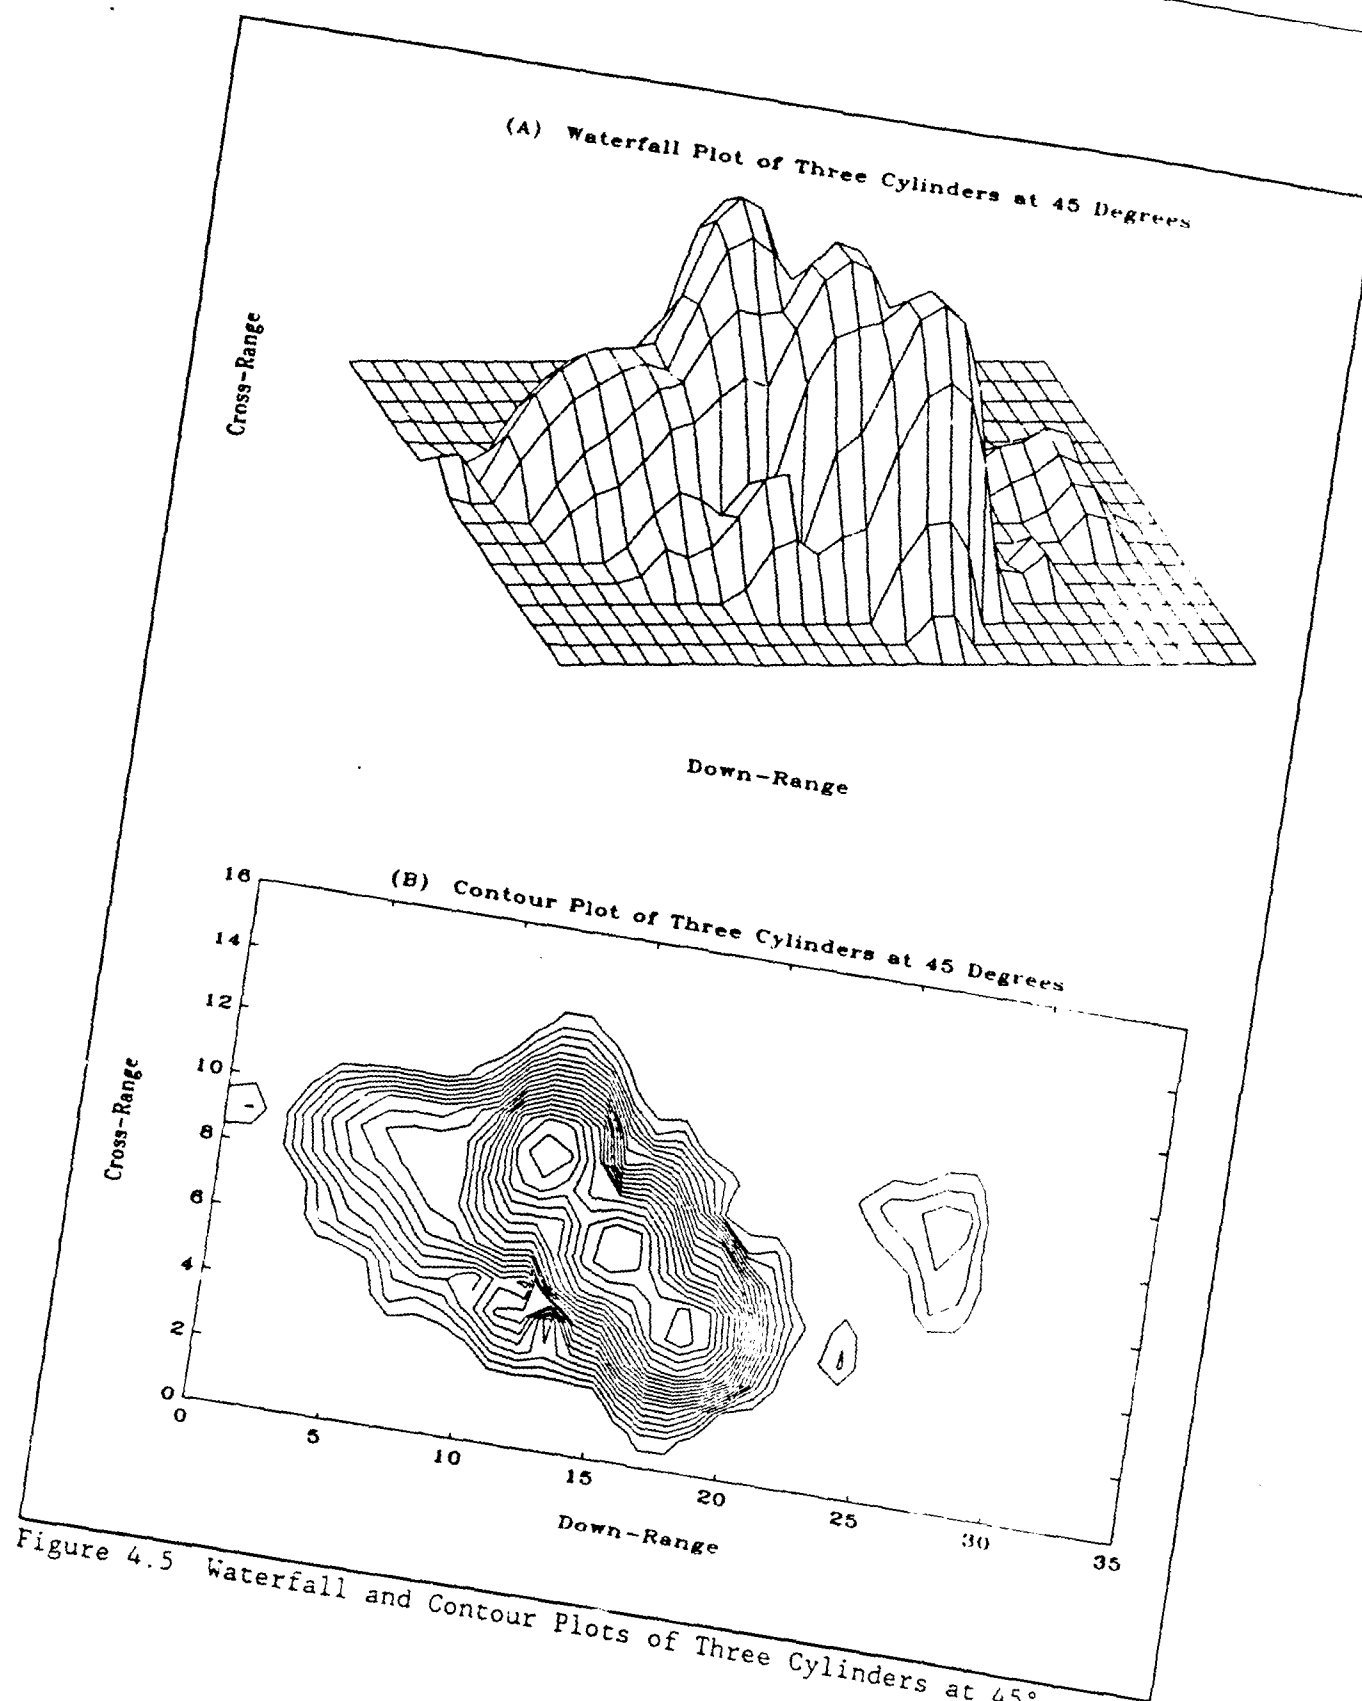 (A) Waterfall Plot of Three Cylinders at 45 Degrees
Cross-Range
Down-Range
(B) Contour Plot of Three Cylinders at 45 Degrees
16
14
12
10
8
6
4
2
0
Cross-Range
0 5 10 15 20 25 30 35
Down-Range
Figure 4.5 Waterfall and Contour Plots of Three Cylinders at 45°